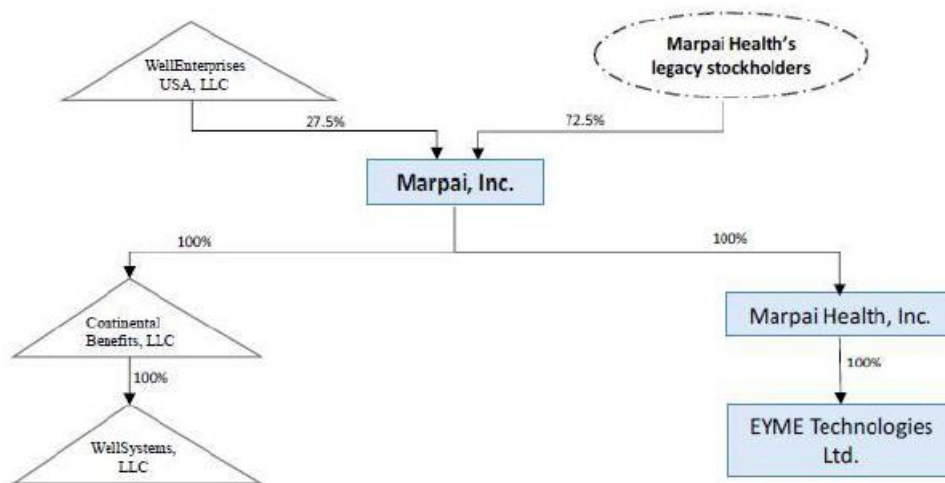 WellEnterprises
USA, LLC
Marpai Health’s
legacy stockholders
27.5%
72.5%
Marpai, Inc.
100%
100%
Continental
Benefits, LLC
Marpai Health, Inc.
100%
100%
WellSystems,
LLC
EYME Technologies
Ltd.